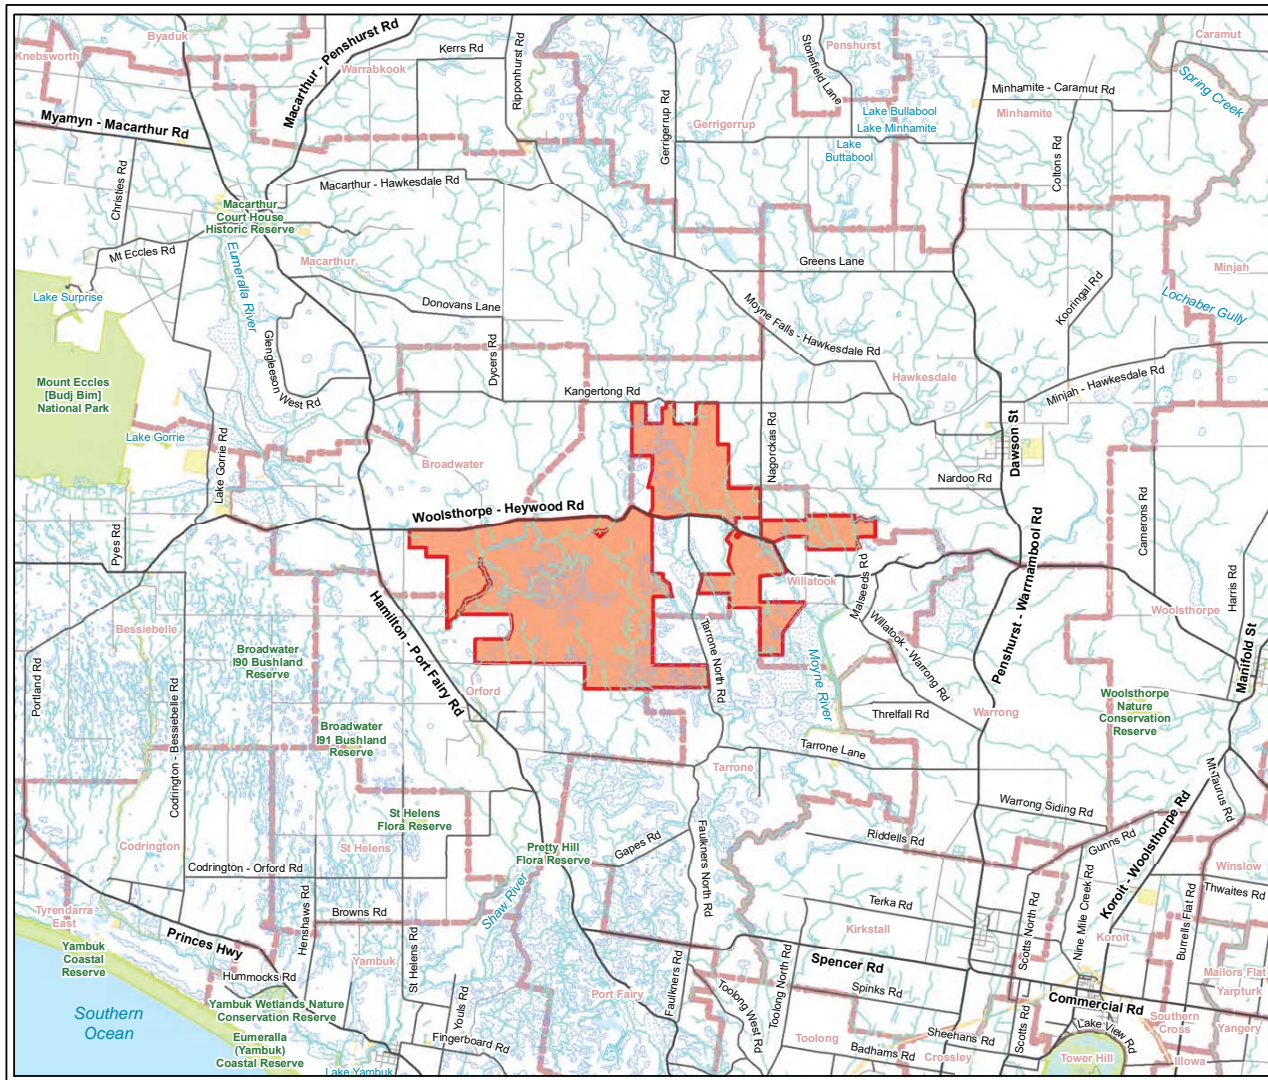 Byaduk
Knebsworth
Macarthur - Penshurst Rd
Kerrs Rd
Ripponhurst Rd
Warrabkook
Stonefield Lane
Penshurst
Caramut
Spring Creek
Minhamite - Caramut Rd
Minhamite
Lake Bullabool
Lake Minhamite
Lake
Buttabool
Gerrigerrup
Gerrigerrup Rd
Coltons Rd
Myamyn - Macarthur Rd
Christies Rd
Macarthur - Hawkesdale Rd
Macarthur
Court House
Historic Reserve
Mt Eccles Rd
Eumeralla River
Macarthur
Greens Lane
Minjah
Lake Surprise
Donovans Lane
Moyne Falls - Hawkesdale Rd
Kooringal Rd
Lochaber Gully
Glengleeson West Rd
Dycers Rd
Mount Eccles
[Budj Bim]
National Park
Kangertong Rd
Hawkesdale
Minjah - Hawkesdale Rd
Lake Gorrie
Lake Gorrie Rd
Broadwater
Nagorckas Rd
Dawson St
Nardoo Rd
Woolsthorpe - Heywood Rd
Pyes Rd
Camerons Rd
Penshurst - Warrnambool Rd
Harris Rd
Willatook
Malseeds Rd
Woolsthorpe
Hamilton - Port Fairy Rd
Bessiebelle
Tarrone North Rd
Willatook - Warrong Rd
Manifold St
Portland Rd
Broadwater
I90 Bushland
Reserve
Moyne River
Orford
Codrington - Bessiebelle Rd
Threlfall Rd
Warrong
Woolsthorpe
Nature
Conservation
Reserve
Broadwater
I91 Bushland
Reserve
Tarrone Lane
Tarrone
Mt Taurus Rd
Warrong Siding Rd
St Helens
Flora Reserve
Riddells Rd
Gunns Rd
Koroit - Woolsthorpe Rd
Codrington
St Helens
Pretty Hill
Flora Reserve
Gapes Rd
Faulkners North Rd
Winslow
Codrington - Orford Rd
Thwaites Rd
Shaw River
Henshaws Rd
Browns Rd
Terka Rd
Nine Mile Creek Rd
Burrells Flat Rd
Tyrendarra
East
Kirkstall
Scotts North Rd
Koroit
Princes Hwy
Yambuk
Coastal
Reserve
St Helens Rd
Yambuk
Spencer Rd
Hummocks Rd
Faulkners Rd
Toolong North Rd
Mailors Flat
Yarpturk
Spinks Rd
Port Fairy
Toolong West Rd
Yambuk Wetlands Nature
Conservation Reserve
Youls Rd
Commercial Rd
Southern
Ocean
Scotts Rd
Lake View Rd
Southern
Cross
Yangery
Eumeralla
(Yambuk)
Coastal Reserve
Fingerboard Rd
Toolong
Sheehans Rd
Badhams Rd
Crossley
Tower Hill
Illowa
Lake Yambuk